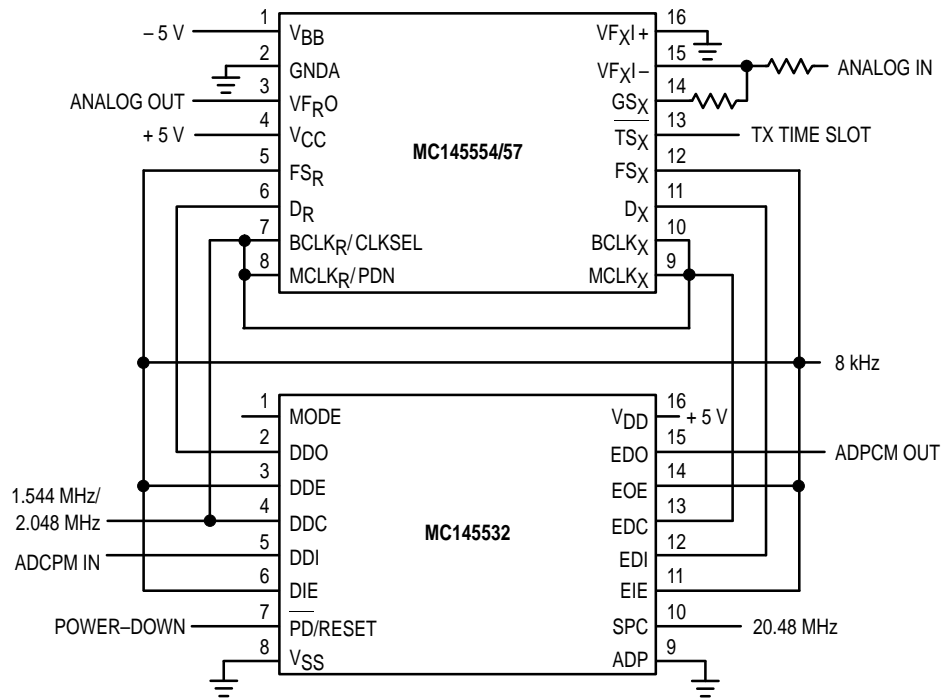 – 5 V
1
VBB
VFXI+
16
2
GNDA
VFXI–
15
ANALOG IN
ANALOG OUT
3
VFRO
GSX
14
+ 5 V
4
VCC
MC145554/57
TSX
13
TX TIME SLOT
5
FSR
FSX
12
6
DR
DX
11
7
BCLKR/CLKSEL
BCLKX
10
8
MCLKR/PDN
MCLKX
9
8 kHz
1
MODE
VDD
16
+ 5 V
2
DDO
EDO
15
ADPCM OUT
3
DDE
EOE
14
1.544 MHz/
2.048 MHz
4
DDC
MC145532
EDC
13
ADCPM IN
5
DDI
EDI
12
6
DIE
EIE
11
POWER–DOWN
7
PD/RESET
SPC
10
20.48 MHz
8
VSS
ADP
9